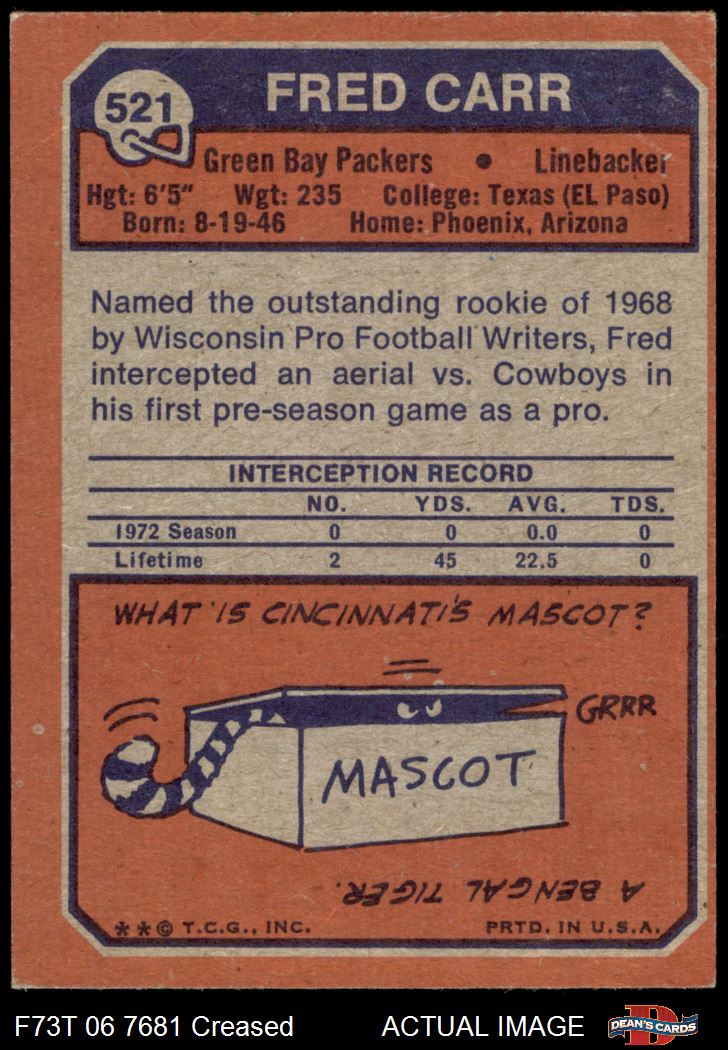 521
FRED CARR
Green Bay Packers • Linebacker
Hgt: 6'5" Wgt: 235 College: Texas (EL Paso)
Born: 8-19-46 Home: Phoenix, Arizona
Named the outstanding rookie of 1968
by Wisconsin Pro Football Writers, Fred
intercepted an aerial vs. Cowboys in
his first pre-season game as a pro.
INTERCEPTION RECORD
NO. YDS. AVG. TDS.
1972 Season 0 0 0.0 0
Lifetime 2 45 22.5 0
WHAT IS CINCINNATI'S MASCOT?
GRRR
MASCOT
A BENGAL TIGER.
** © T.C.G., INC. PRTD. IN U.S.A.
F73T 06 7681 Creased ACTUAL IMAGE
D
DEAN'S CARDS